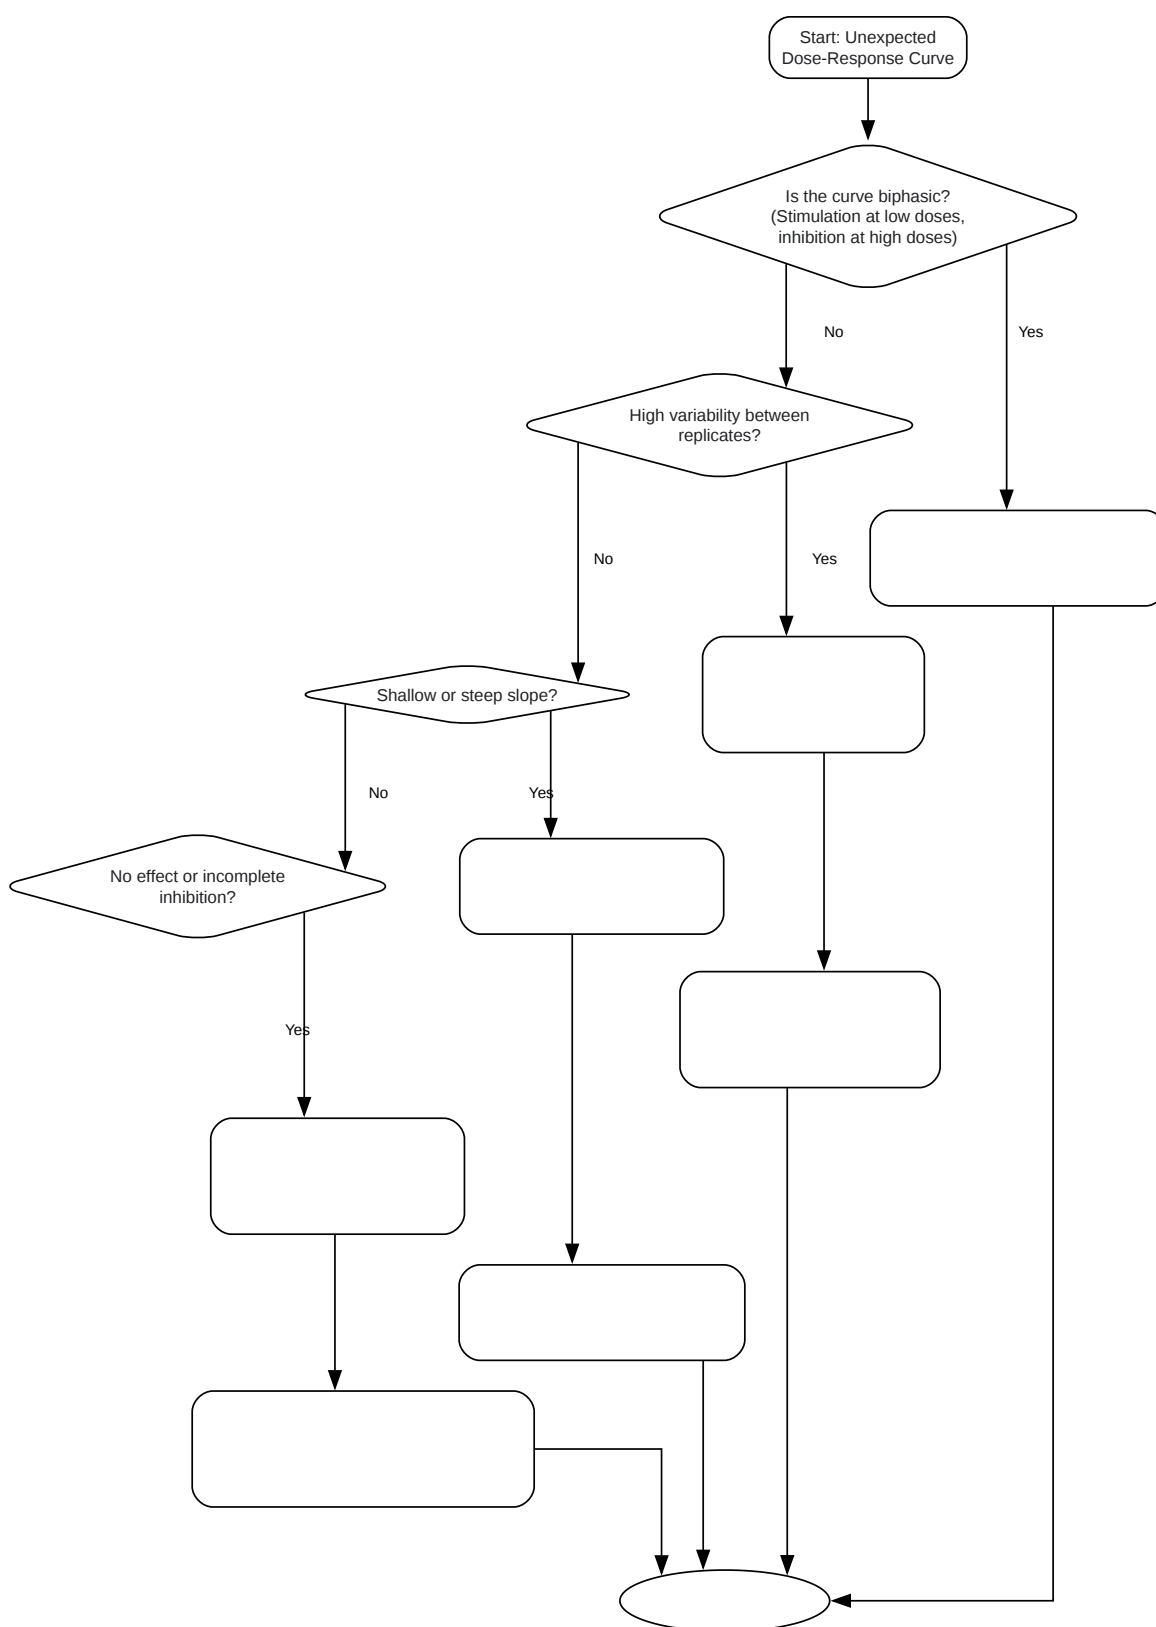 Start: Unexpected
Dose-Response Curve
Is the curve biphasic?
(Stimulation at low doses,
inhibition at high doses)
No
Yes
High variability between
replicates?
No
Yes
Shallow or steep slope?
No
Yes
No effect or incomplete
inhibition?
Yes